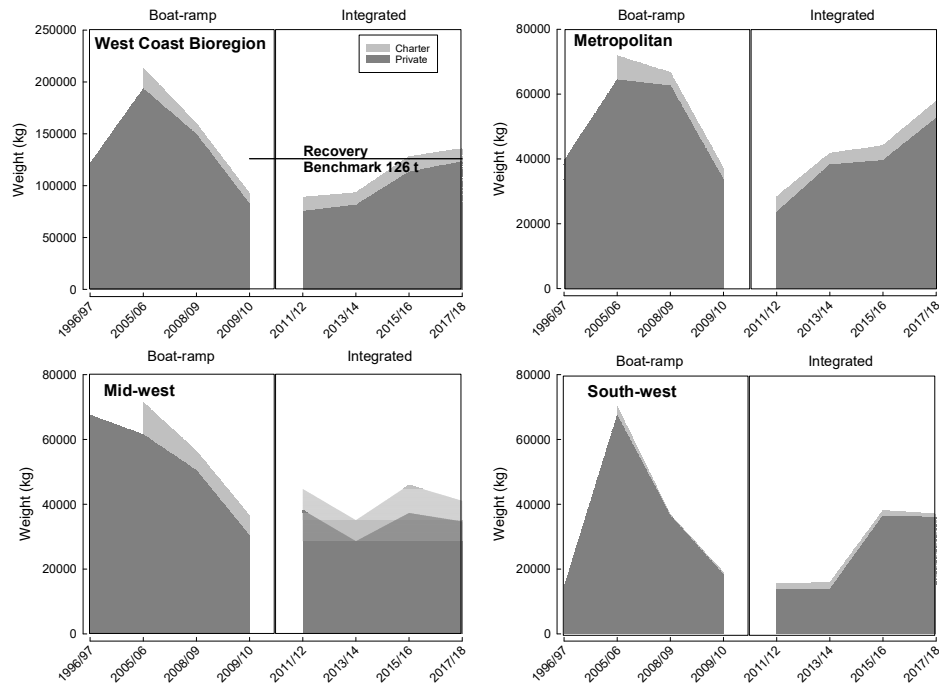 Boat-ramp Integrated
West Coast Bioregion
Charter
Private
Recovery
Benchmark 126 t
Weight (kg)
250000
200000
150000
100000
50000
0
1996/97 2005/06 2008/09 2009/10 2011/12 2013/14 2015/16 2017/18
Boat-ramp Integrated
Metropolitan
Weight (kg)
80000
60000
40000
20000
0
1996/97 2005/06 2008/09 2009/10 2011/12 2013/14 2015/16 2017/18
Boat-ramp Integrated
Mid-west
Weight (kg)
80000
60000
40000
20000
0
1996/97 2005/06 2008/09 2009/10 2011/12 2013/14 2015/16 2017/18
Boat-ramp Integrated
South-west
Weight (kg)
80000
60000
40000
20000
0
1996/97 2005/06 2008/09 2009/10 2011/12 2013/14 2015/16 2017/18